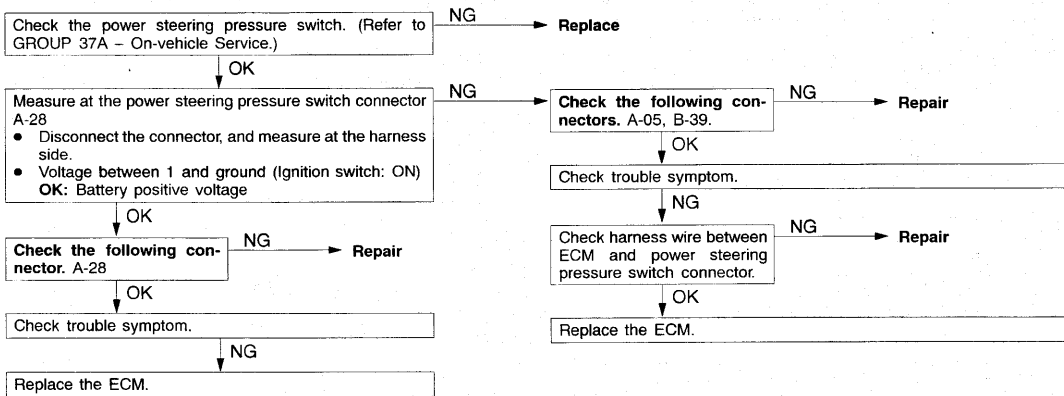 Check the power steering pressure switch. (Refer to
GROUP 37A – On-vehicle Service.)
NG
Replace
OK
Measure at the power steering pressure switch connector
A-28
● Disconnect the connector, and measure at the harness
side.
● Voltage between 1 and ground (Ignition switch: ON)
OK: Battery positive voltage
NG
Check the following con-
nectors. A-05, B-39.
NG
Repair
OK
Check trouble symptom.
NG
Check harness wire between
ECM and power steering
pressure switch connector.
NG
Repair
OK
Replace the ECM.
OK
Check the following con-
nector. A-28
NG
Repair
OK
Check trouble symptom.
NG
Replace the ECM.